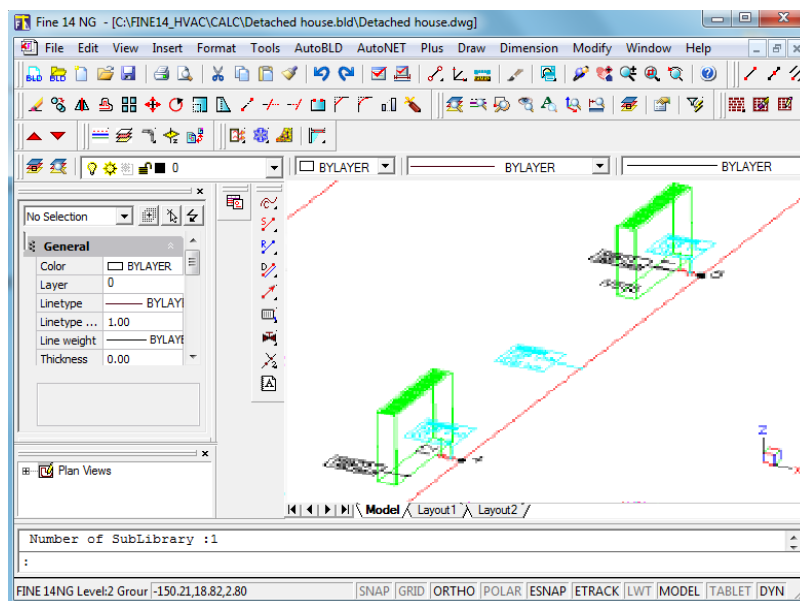 Fine 14 NG - [C:\FINE14_HVAC\CALC\Detached house.bld\Detached house.dwg]
File Edit View Insert Format Tools AutoBLD AutoNET Plus Draw Dimension Modify Window Help
BLD BLD
0 BYLAYER BYLAYER BYLAYER
No Selection
General
Color BYLAYER
Layer 0
Linetype BYLAYI
Linetype ... 1.00
Line weight BYLAYE
Thickness 0.00
Plan Views
Z
X
Model Layout1 Layout2
Number of SubLibrary :1
:
FINE 14NG Level:2 Grour -150.21,18.82,2.80 SNAP GRID ORTHO POLAR ESNAP ETRACK LWT MODEL TABLET DYN